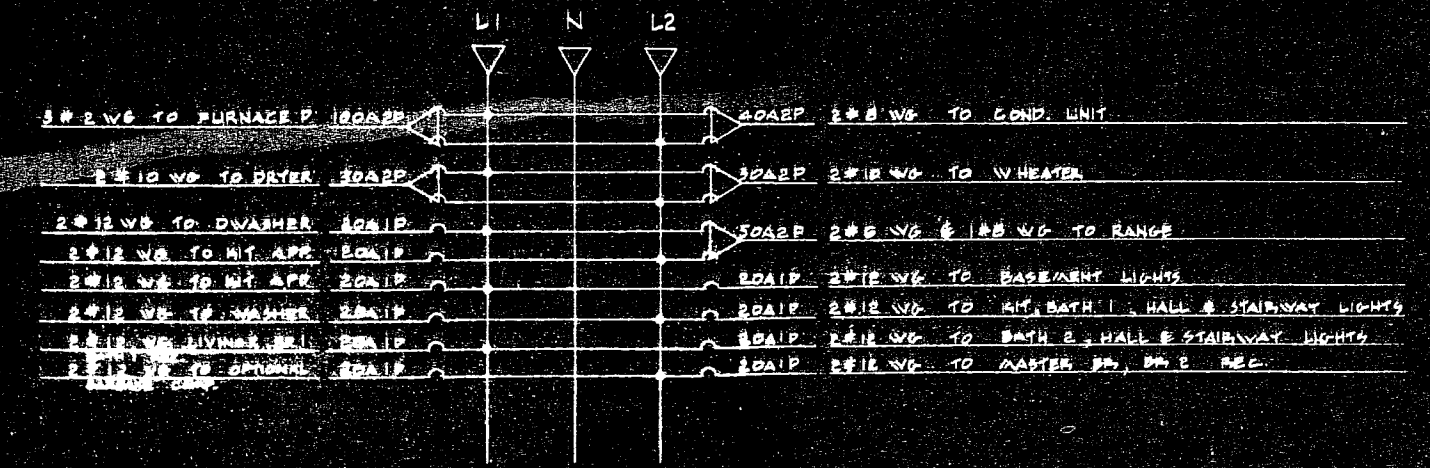 L1 N L2
3 # 2 WG TO FURNACE P 100A2P 40A2P 2 # 8 WG TO COND. UNIT
2 # 10 WG TO DRYER 30A2P 30A2P 2 # 10 WG TO W HEATER
2 # 12 WG TO DWASHER 20A1P 50A2P 2 # 6 WG & 1 # 8 WG TO RANGE
2 # 12 WG TO KIT. APP. 20A1P
2 # 12 WG TO KIT. APP. 20A1P 20A1P 2 # 12 WG TO BASEMENT LIGHTS
2 # 12 WG TO WASHER 20A1P 20A1P 2 # 12 WG TO KIT, BATH 1, HALL & STAIRWAY LIGHTS
2 # 12 WG LIVING, BR 1 20A1P 20A1P 2 # 12 WG TO BATH 2, HALL & STAIRWAY LIGHTS
2 # 12 WG TO OPTIONAL 20A1P 20A1P 2 # 12 WG TO MASTER BR, BR 2 REC.